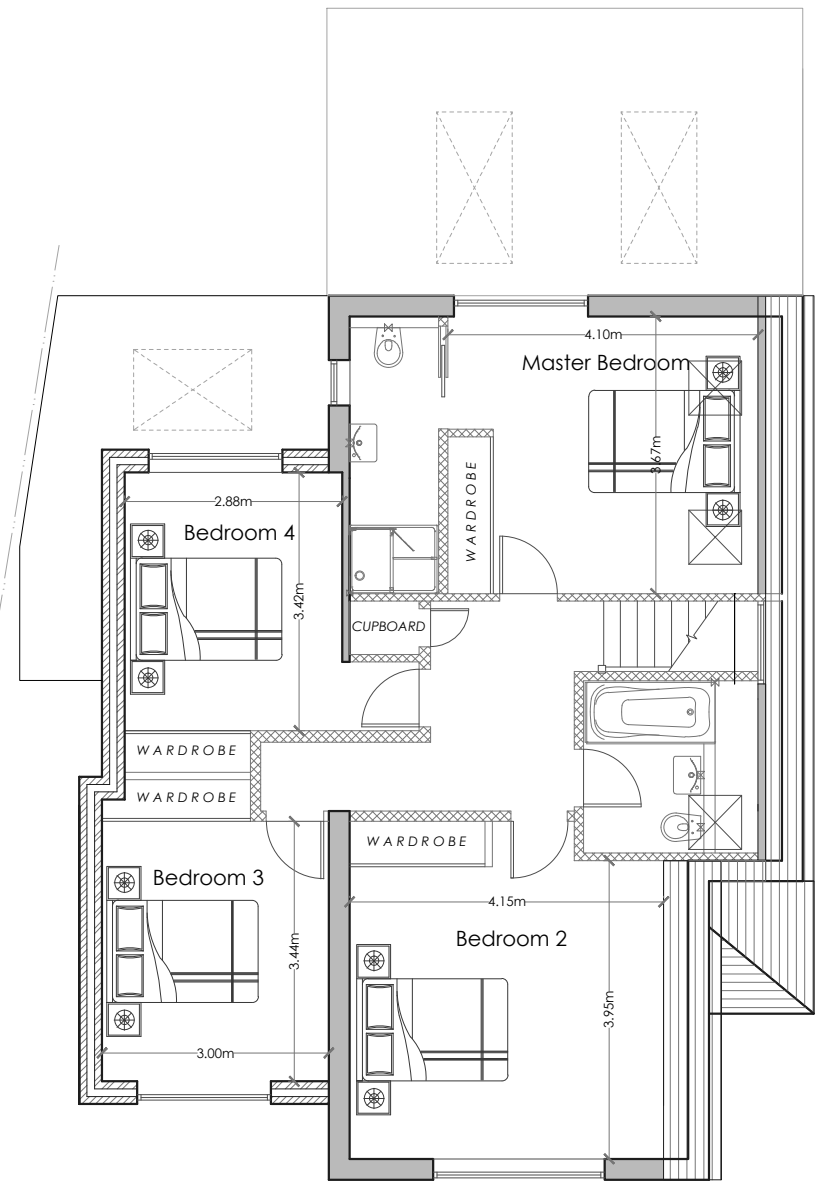 4.10m
Master Bedroom
3.67m
WARDROBE
2.88m
Bedroom 4
3.42m
CUPBOARD
WARDROBE
WARDROBE
WARDROBE
Bedroom 3
4.15m
Bedroom 2
3.44m
3.95m
3.00m